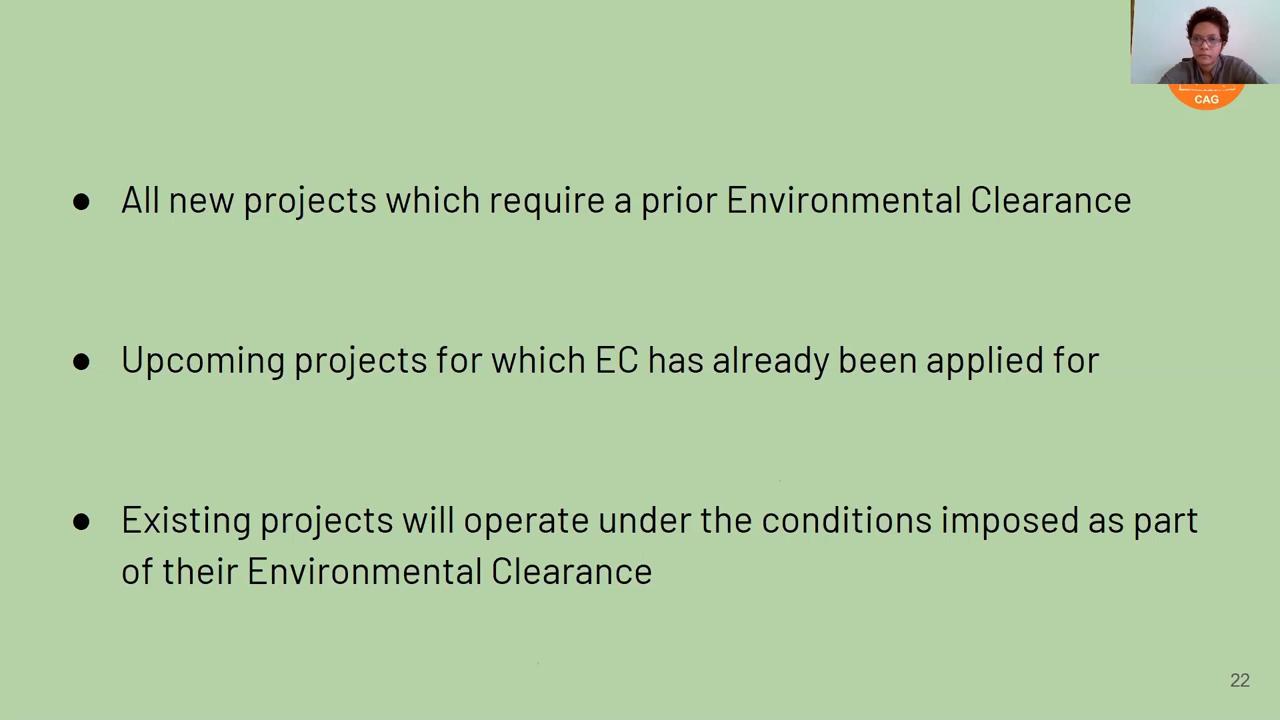 CAG
● All new projects which require a prior Environmental Clearance
● Upcoming projects for which EC has already been applied for
● Existing projects will operate under the conditions imposed as part
of their Environmental Clearance
22